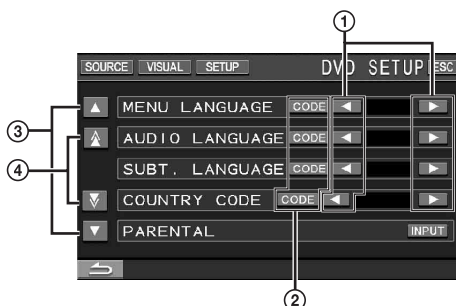 ①
SOURCE VISUAL SETUP DVD SETUP ESC
③ MENU LANGUAGE CODE
④ AUDIO LANGUAGE CODE
SUBT. LANGUAGE CODE
COUNTRY CODE CODE
PARENTAL INPUT
②